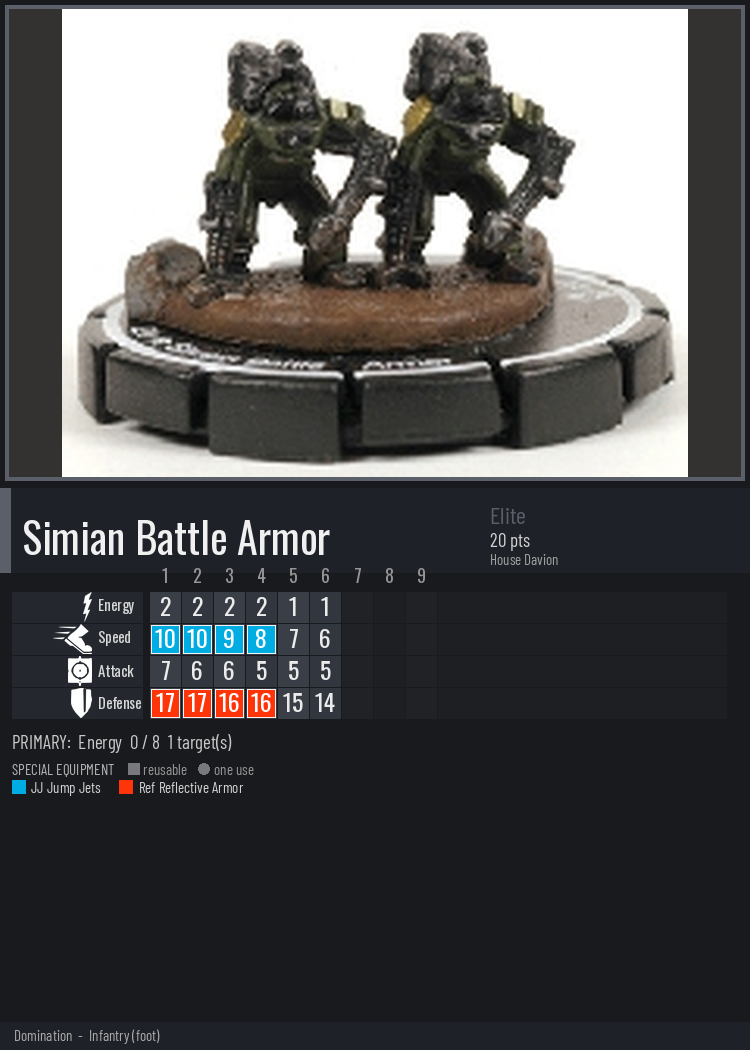 Battle Armor
Simian Battle Armor
Elite
20 pts
House Davion
1 2 3 4 5 6 7 8 9
Energy 2 2 2 2 1 1
Speed 10 10 9 8 7 6
Attack 7 6 6 5 5 5
Defense 17 17 16 16 15 14
PRIMARY: Energy 0 / 8 1 target(s)
SPECIAL EQUIPMENT reusable one use
JJ Jump Jets Ref Reflective Armor
Domination - Infantry (foot)